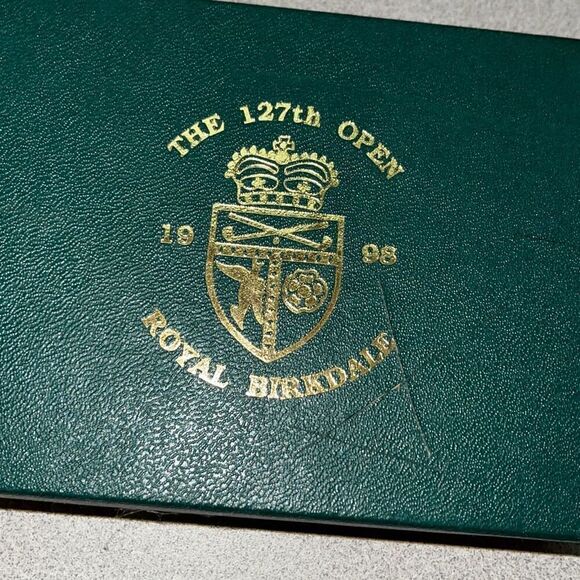 THE 127th OPEN
19 98
ROYAL BIRKDALE